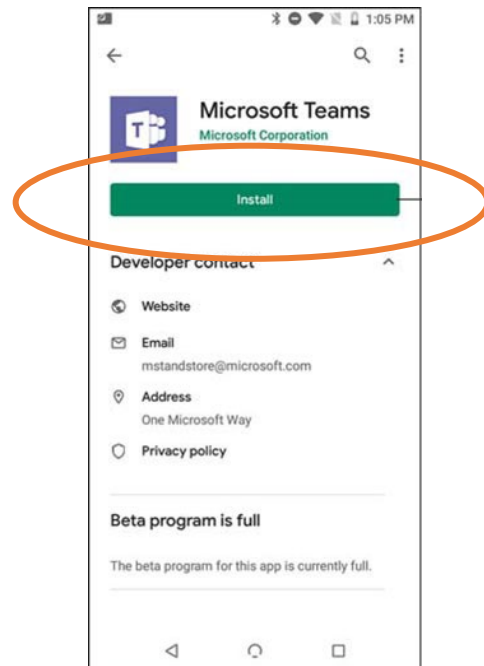 1:05 PM
Microsoft Teams
Microsoft Corporation
Install
Developer contact
Website
Email
mstandstore@microsoft.com
Address
One Microsoft Way
Privacy policy
Beta program is full
The beta program for this app is currently full.